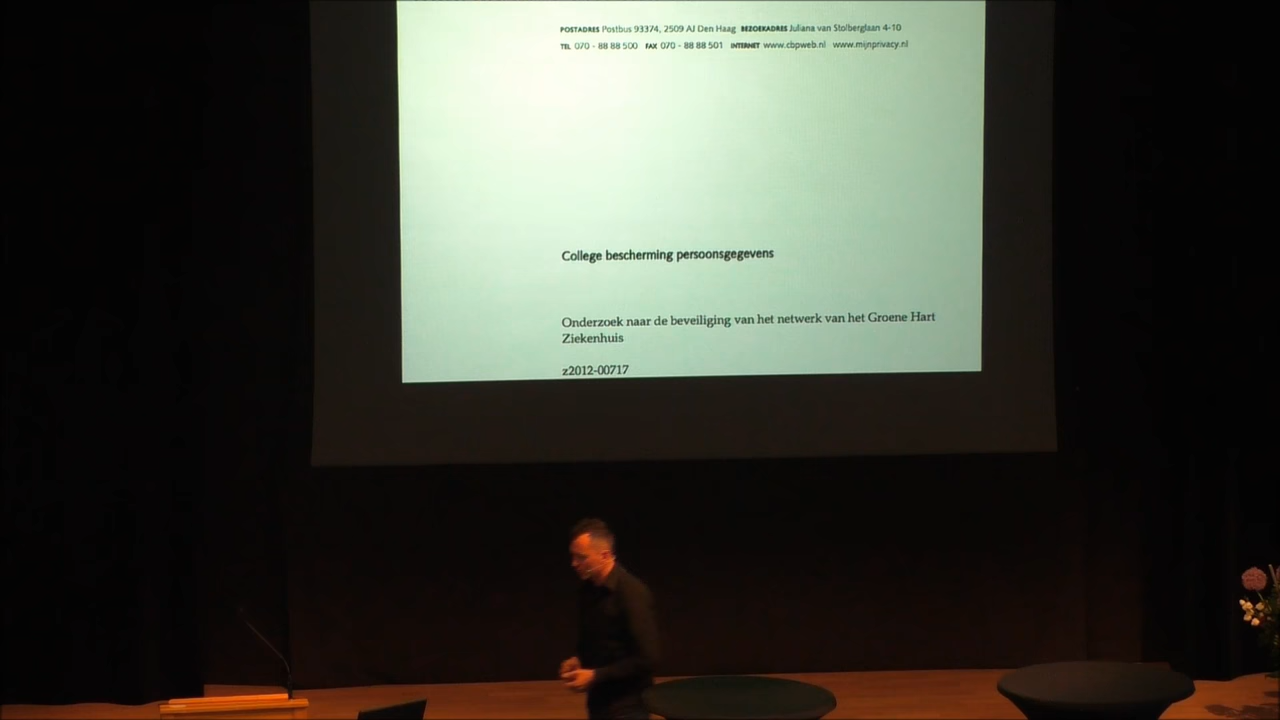 POSTADRES Postbus 93374, 2509 AJ Den Haag BEZOEKADRES Juliana van Stolberglaan 4-10
TEL 070 - 88 88 500 FAX 070 - 88 88 501 INTERNET www.cbpweb.nl www.mijnprivacy.nl
College bescherming persoonsgegevens
Onderzoek naar de beveiliging van het netwerk van het Groene Hart
Ziekenhuis
z2012-00717